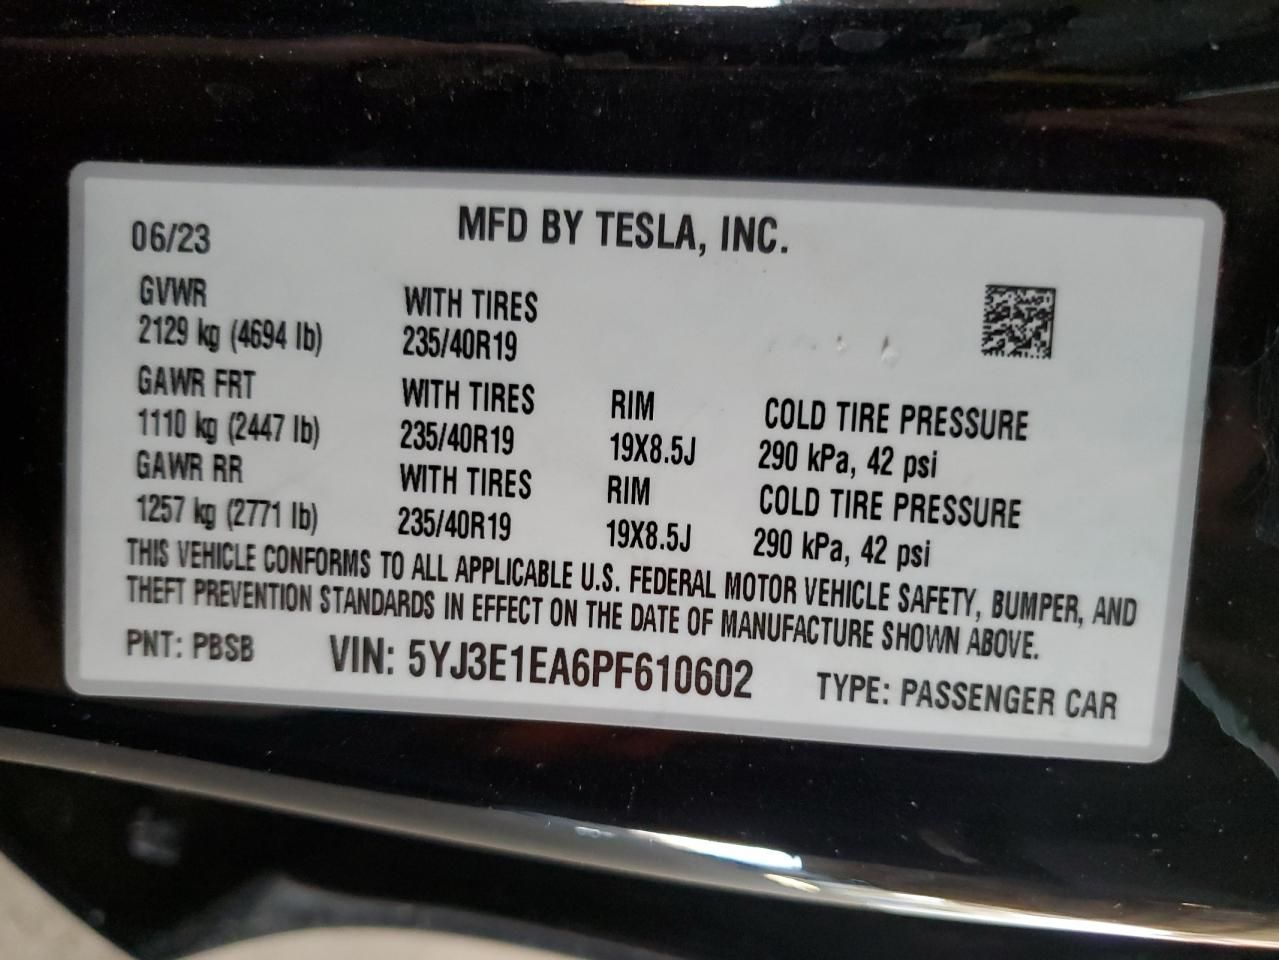 06/23 MFD BY TESLA, INC.
GVWR WITH TIRES
2129 kg (4694 lb) 235/40R19
GAWR FRT WITH TIRES RIM COLD TIRE PRESSURE
1110 kg (2447 lb) 235/40R19 19X8.5J 290 kPa, 42 psi
GAWR RR WITH TIRES RIM COLD TIRE PRESSURE
1257 kg (2771 lb) 235/40R19 19X8.5J 290 kPa, 42 psi
THIS VEHICLE CONFORMS TO ALL APPLICABLE U.S. FEDERAL MOTOR VEHICLE SAFETY, BUMPER, AND
THEFT PREVENTION STANDARDS IN EFFECT ON THE DATE OF MANUFACTURE SHOWN ABOVE.
PNT: PBSB VIN: 5YJ3E1EA6PF610602 TYPE: PASSENGER CAR